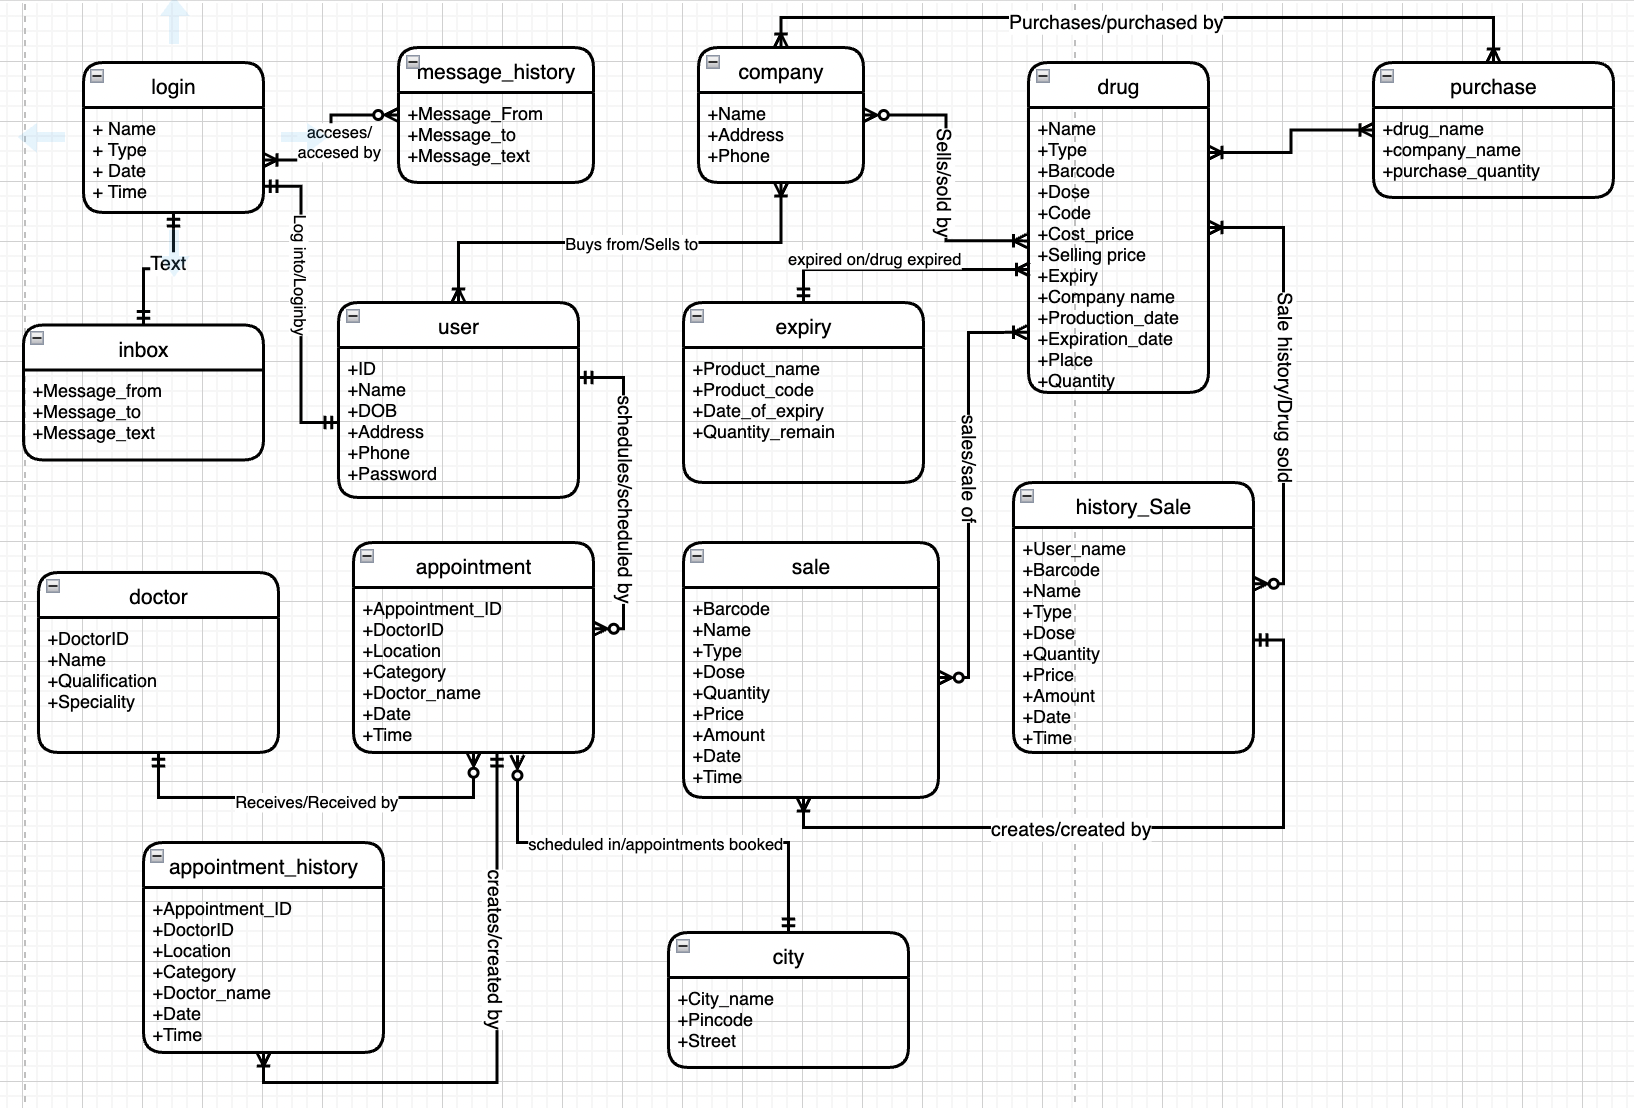 Purchases/purchased by
login
+ Name
+ Type
+ Date
+ Time
message_history
+Message_From
+Message_to
+Message_text
acceses/
accesed by
company
+Name
+Address
+Phone
drug
+Name
+Type
+Barcode
+Dose
+Code
+Cost_price
+Selling price
+Expiry
+Company name
+Production_date
+Expiration_date
+Place
+Quantity
purchase
+drug_name
+company_name
+purchase_quantity
Sells/sold by
Buys from/Sells to
expired on/drug expired
Text
Log into/Loginby
inbox
+Message_from
+Message_to
+Message_text
user
+ID
+Name
+DOB
+Address
+Phone
+Password
expiry
+Product_name
+Product_code
+Date_of_expiry
+Quantity_remain
schedules/scheduled by
sales/sale of
Sale history/Drug sold
history_Sale
+User_name
+Barcode
+Name
+Type
+Dose
+Quantity
+Price
+Amount
+Date
+Time
doctor
+DoctorID
+Name
+Qualification
+Speciality
appointment
+Appointment_ID
+DoctorID
+Location
+Category
+Doctor_name
+Date
+Time
sale
+Barcode
+Name
+Type
+Dose
+Quantity
+Price
+Amount
+Date
+Time
Receives/Received by
creates/created by
scheduled in/appointments booked
appointment_history
+Appointment_ID
+DoctorID
+Location
+Category
+Doctor_name
+Date
+Time
creates/created by
city
+City_name
+Pincode
+Street